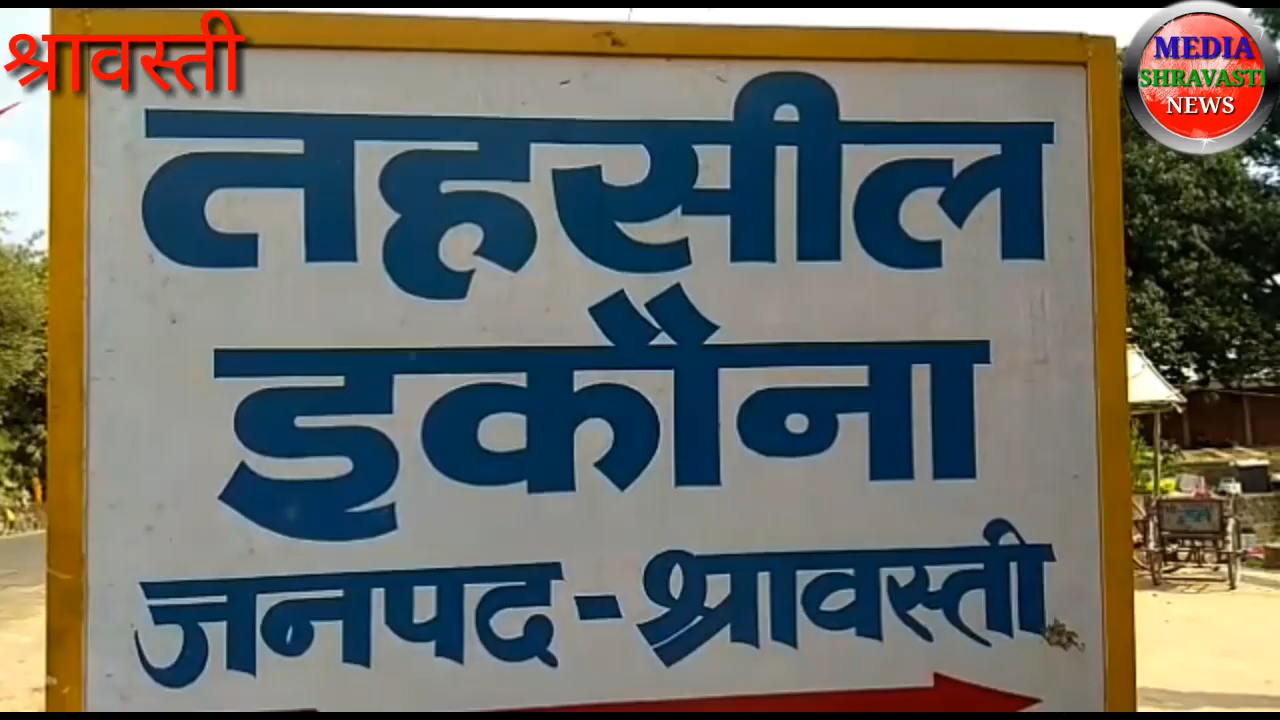 श्रावस्ती
MEDIA
SHRAVASTI
NEWS
तहसील
इकौना
जनपद-श्रावस्ती